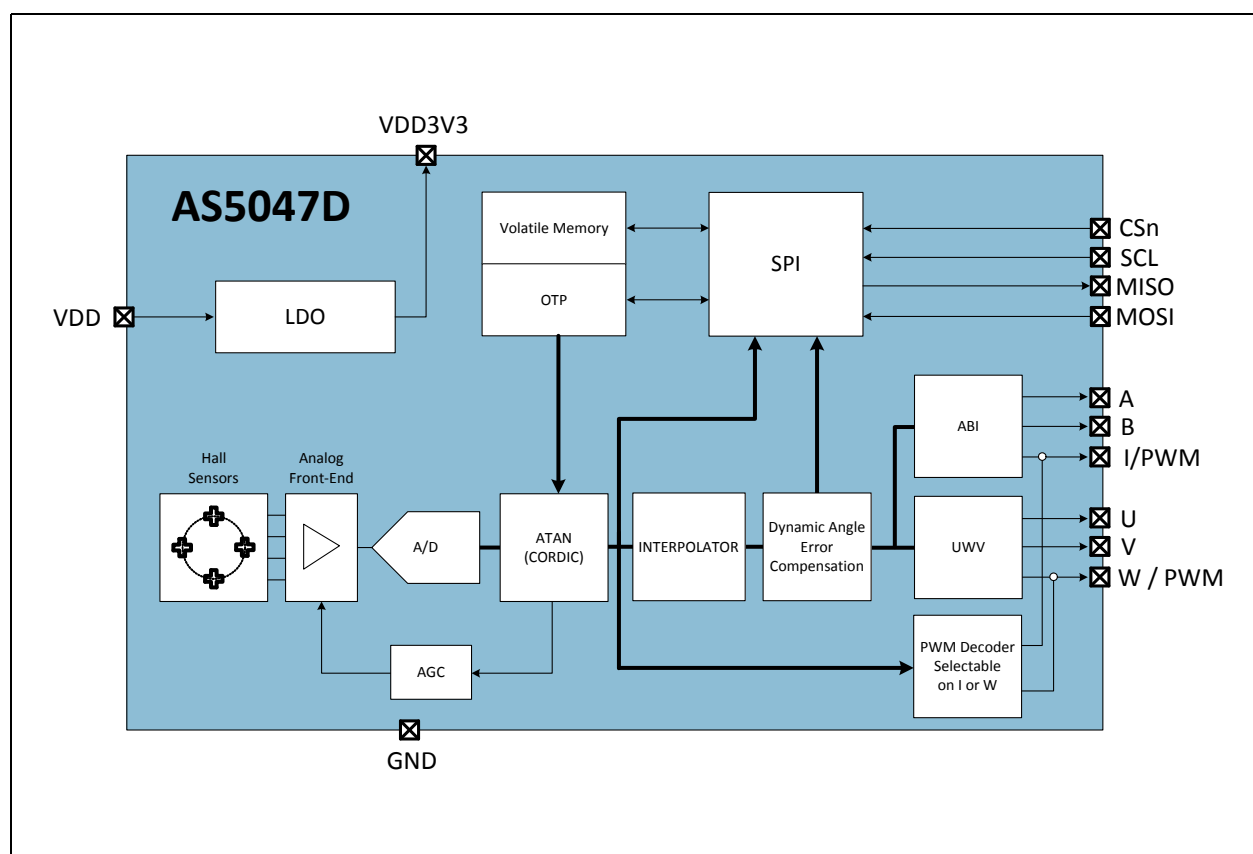 VDD3V3
AS5047D
Volatile Memory
OTP
SPI
CSn
SCL
MISO
MOSI
VDD
LDO
A
B
I/PWM
ABI
Hall
Sensors
Analog
Front-End
A/D
ATAN
(CORDIC)
INTERPOLATOR
Dynamic Angle
Error
Compensation
UWV
U
V
W / PWM
AGC
PWM Decoder
Selectable
on I or W
GND